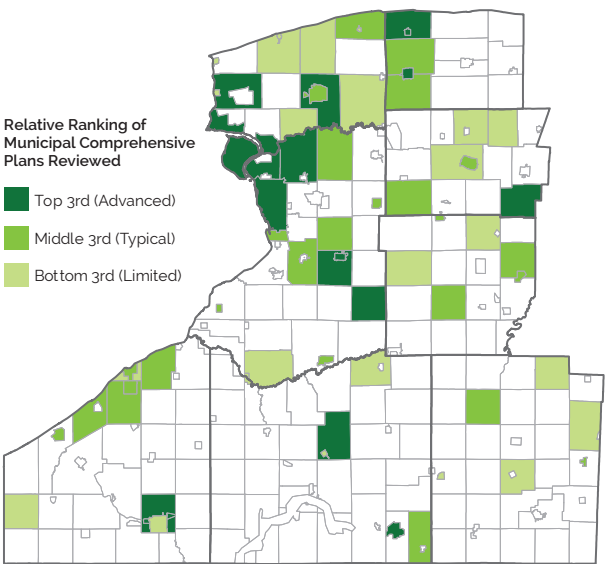 Relative Ranking of
Municipal Comprehensive
Plans Reviewed
Top 3rd (Advanced)
Middle 3rd (Typical)
Bottom 3rd (Limited)